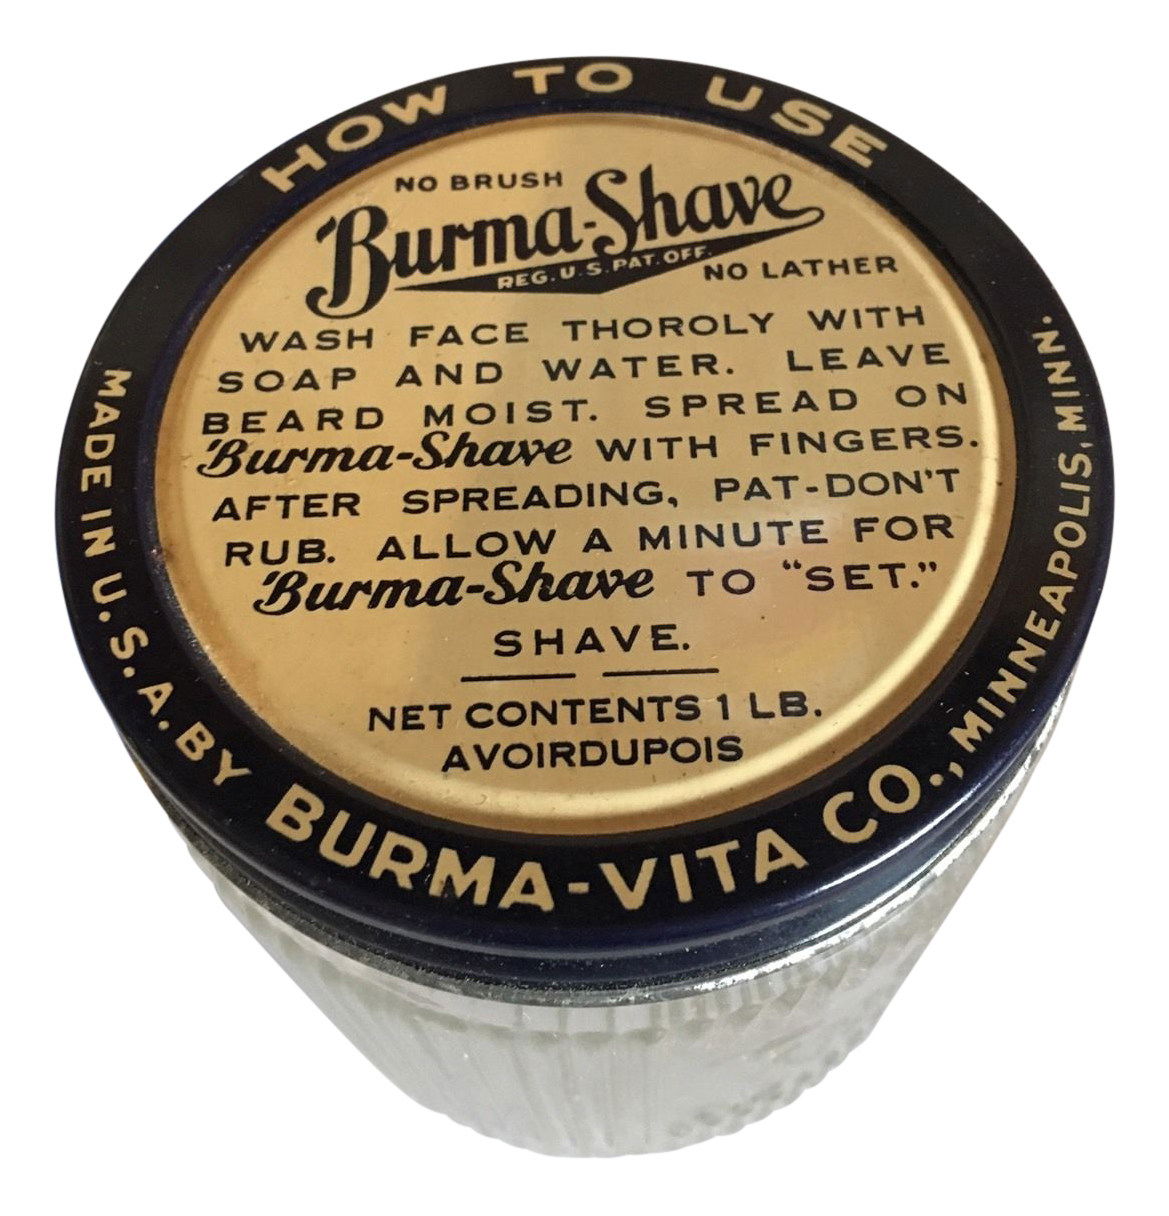 HOW TO USE
NO BRUSH
Burma-Shave
REG. U.S. PAT. OFF.
NO LATHER
WASH FACE THOROLY WITH
SOAP AND WATER. LEAVE
BEARD MOIST. SPREAD ON
Burma-Shave WITH FINGERS.
AFTER SPREADING, PAT-DON'T
RUB. ALLOW A MINUTE FOR
Burma-Shave TO “SET.”
SHAVE.
NET CONTENTS 1 LB.
AVOIRDUPOIS
MADE IN U.S.A. BY BURMA-VITA CO., MINNEAPOLIS, MINN.